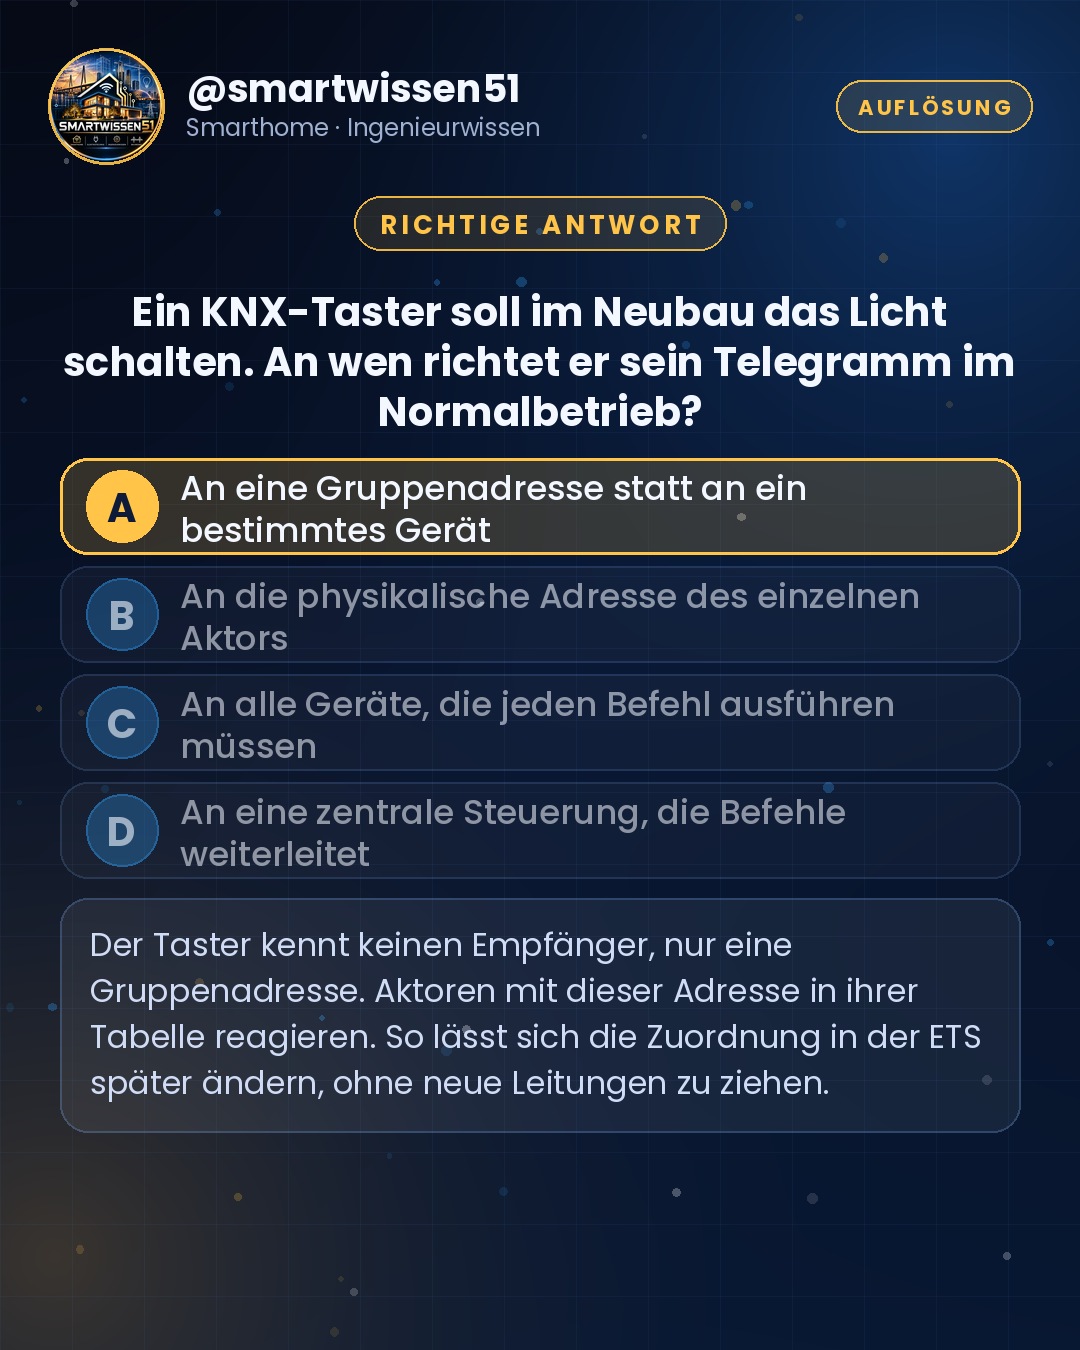 SMARTWISSEN51
@smartwissen51
Smarthome · Ingenieurwissen
AUFLÖSUNG
RICHTIGE ANTWORT
Ein KNX-Taster soll im Neubau das Licht
schalten. An wen richtet er sein Telegramm im
Normalbetrieb?
A
An eine Gruppenadresse statt an ein
bestimmtes Gerät
B
An die physikalische Adresse des einzelnen
Aktors
C
An alle Geräte, die jeden Befehl ausführen
müssen
D
An eine zentrale Steuerung, die Befehle
weiterleitet
Der Taster kennt keinen Empfänger, nur eine
Gruppenadresse. Aktoren mit dieser Adresse in ihrer
Tabelle reagieren. So lässt sich die Zuordnung in der ETS
später ändern, ohne neue Leitungen zu ziehen.